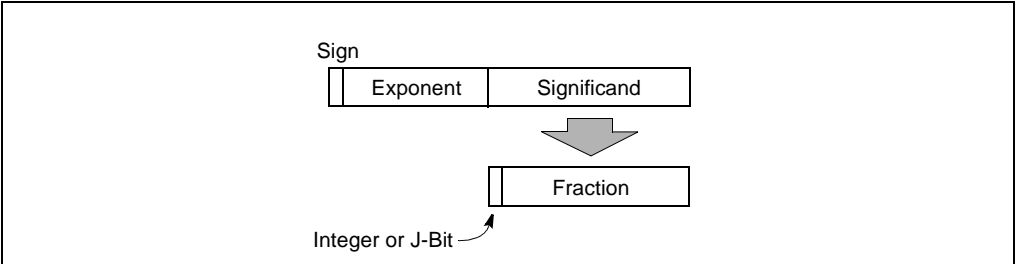 Sign
Exponent Significand
Fraction
Integer or J-Bit